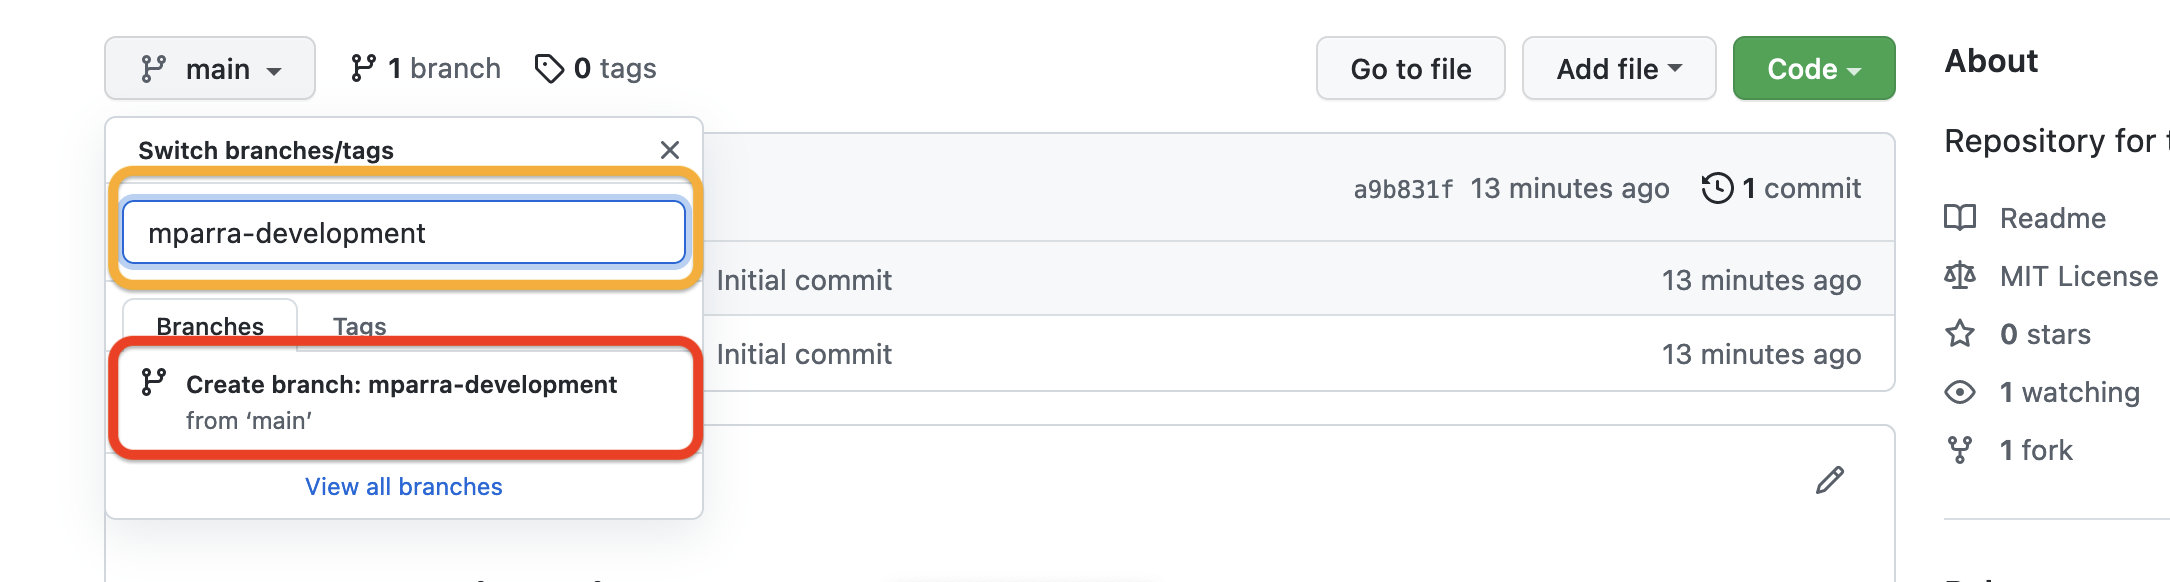 main
1 branch
0 tags
Go to file
Add file
Code
About
Switch branches/tags
Repository for
mparra-development
a9b831f 13 minutes ago
1 commit
Readme
Initial commit
13 minutes ago
MIT License
Branches
Tags
0 stars
Initial commit
13 minutes ago
Create branch: mparra-development
from ‘main’
1 watching
1 fork
View all branches